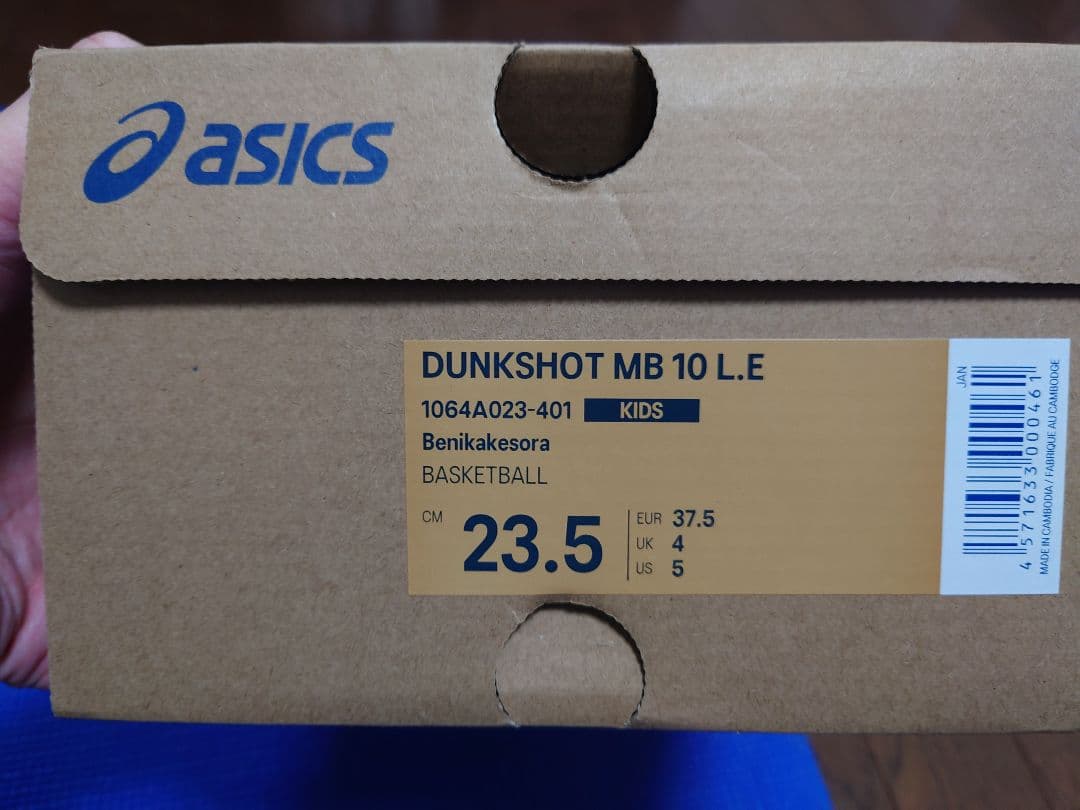 asics
DUNKSHOT MB 10 L.E
1064A023-401 KIDS
Benikakesora
BASKETBALL
CM 23.5
EUR 37.5
UK 4
US 5
JAN
4 571633 000461
MADE IN CAMBODIA / FABRIQUE AU CAMBODGE